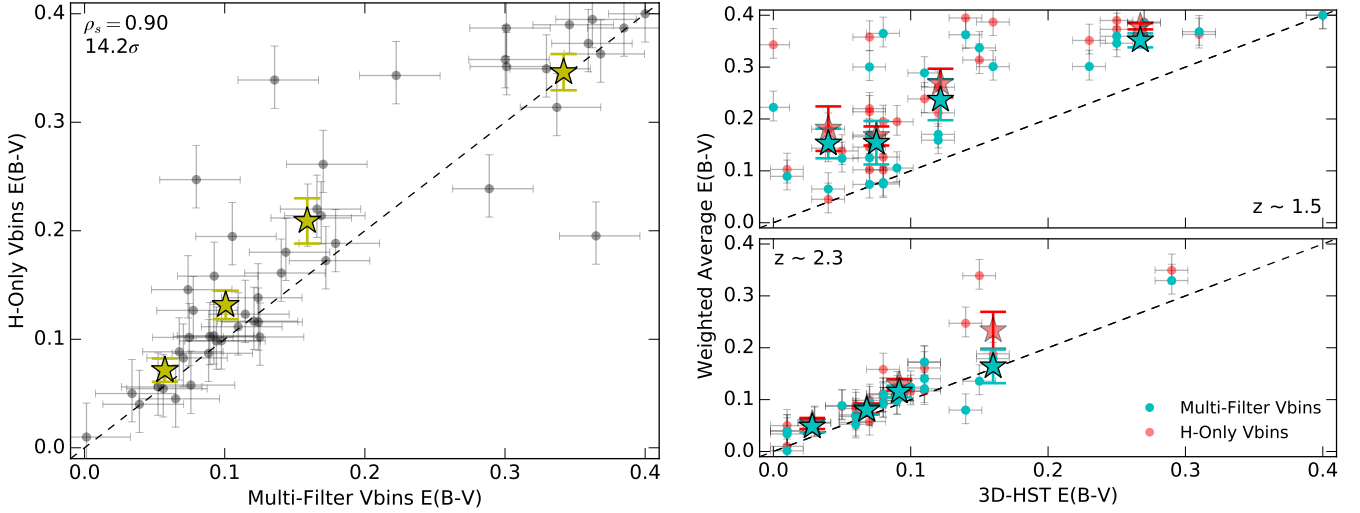 ρs = 0.90
14.2σ
H-Only Vbins E(B-V)
0.4
0.3
0.2
0.1
0.0
0.0
0.1
0.2
0.3
0.4
Multi-Filter Vbins E(B-V)
Weighted Average E(B-V)
0.4
0.3
0.2
0.1
0.0
z ~ 1.5
z ~ 2.3
0.4
0.3
0.2
0.1
0.0
Multi-Filter Vbins
H-Only Vbins
0.0
0.1
0.2
0.3
0.4
3D-HST E(B-V)